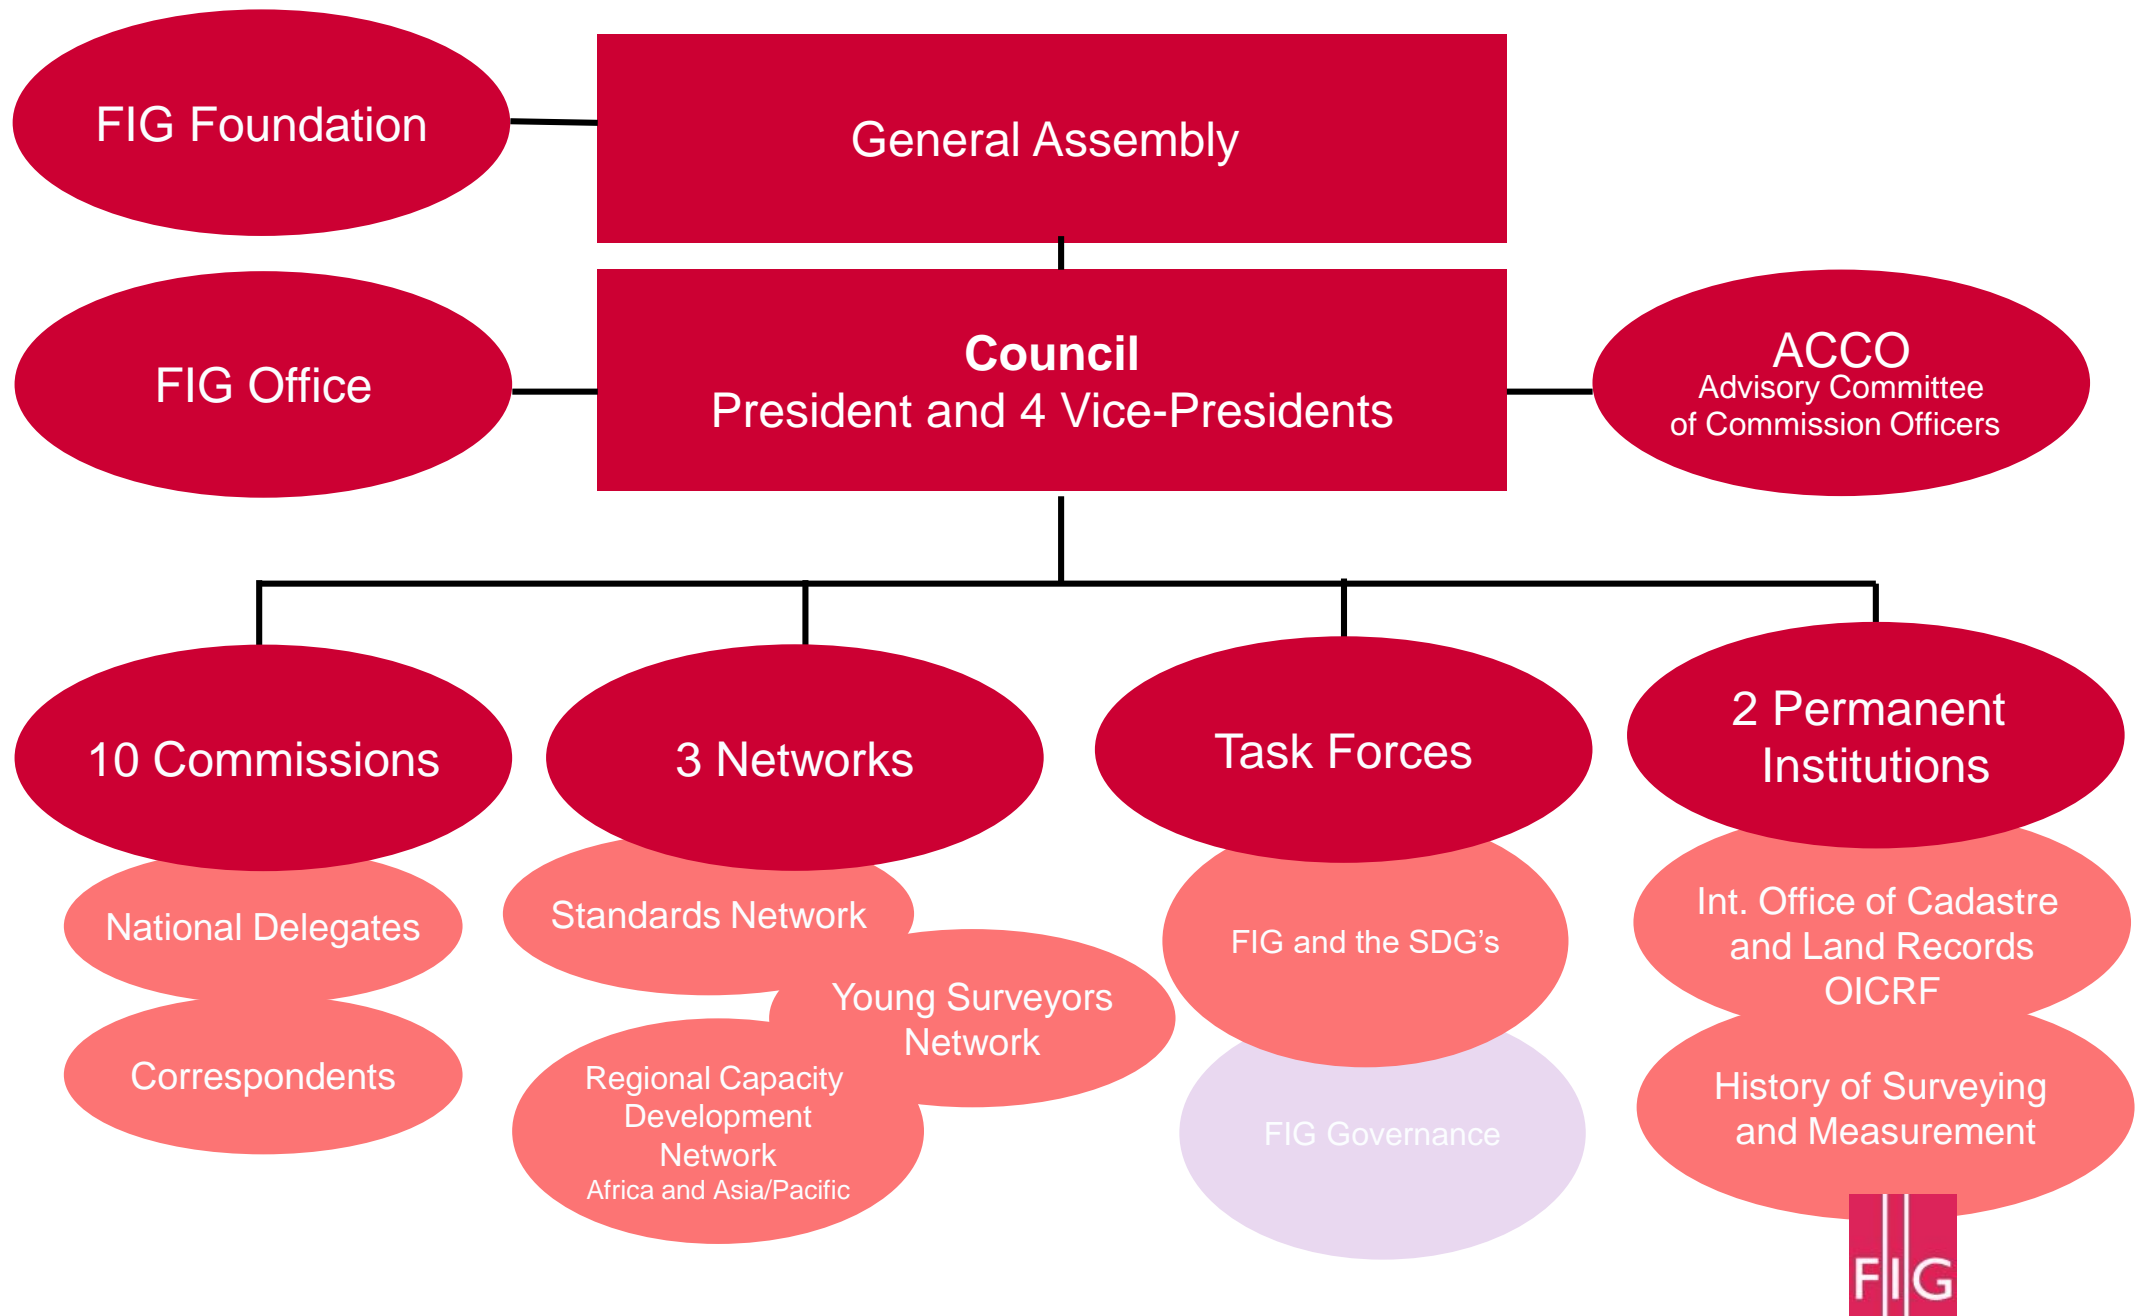 FIG Foundation
General Assembly
FIG Office
Council
President and 4 Vice-Presidents
ACCO
Advisory Committee
of Commission Officers
10 Commissions
3 Networks
Task Forces
2 Permanent
Institutions
National Delegates
Correspondents
Standards Network
Young Surveyors
Network
Regional Capacity
Development
Network
Africa and Asia/Pacific
FIG and the SDG's
FIG Governance
Int. Office of Cadastre
and Land Records
OICRF
History of Surveying
and Measurement
FIG